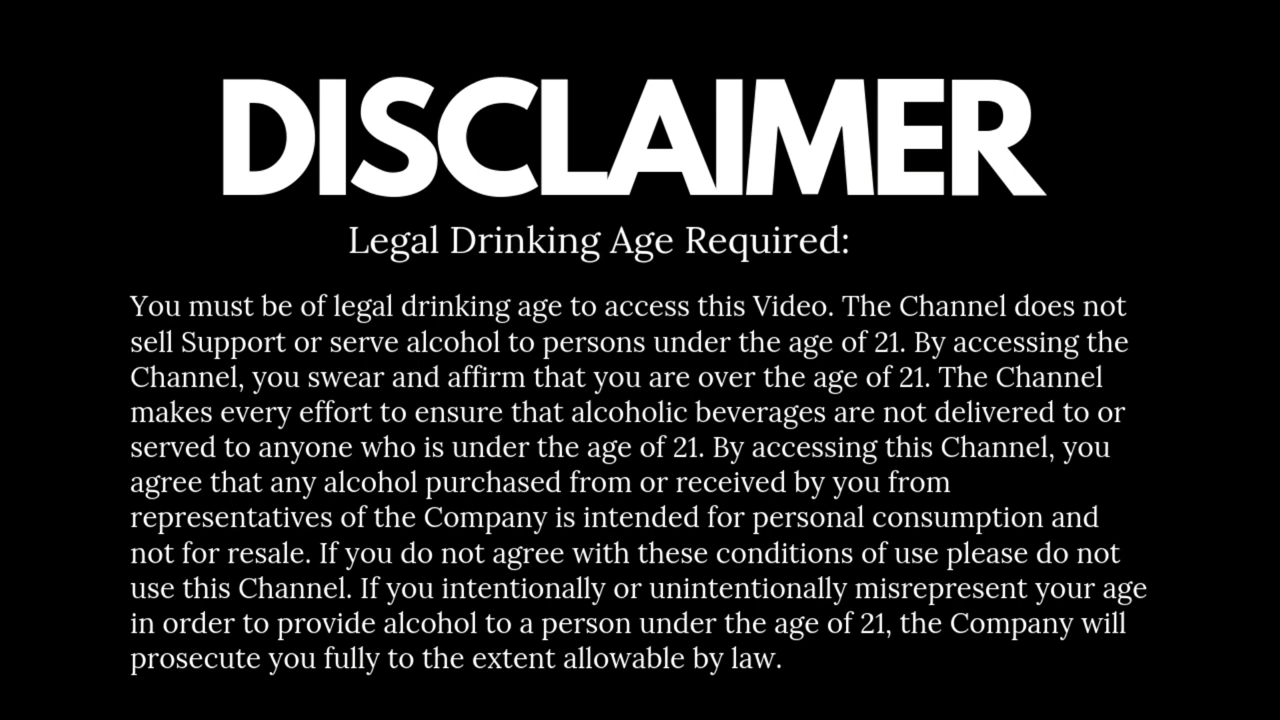 DISCLAIMER
Legal Drinking Age Required:
You must be of legal drinking age to access this Video. The Channel does not
sell Support or serve alcohol to persons under the age of 21. By accessing the
Channel, you swear and affirm that you are over the age of 21. The Channel
makes every effort to ensure that alcoholic beverages are not delivered to or
served to anyone who is under the age of 21. By accessing this Channel, you
agree that any alcohol purchased from or received by you from
representatives of the Company is intended for personal consumption and
not for resale. If you do not agree with these conditions of use please do not
use this Channel. If you intentionally or unintentionally misrepresent your age
in order to provide alcohol to a person under the age of 21, the Company will
prosecute you fully to the extent allowable by law.